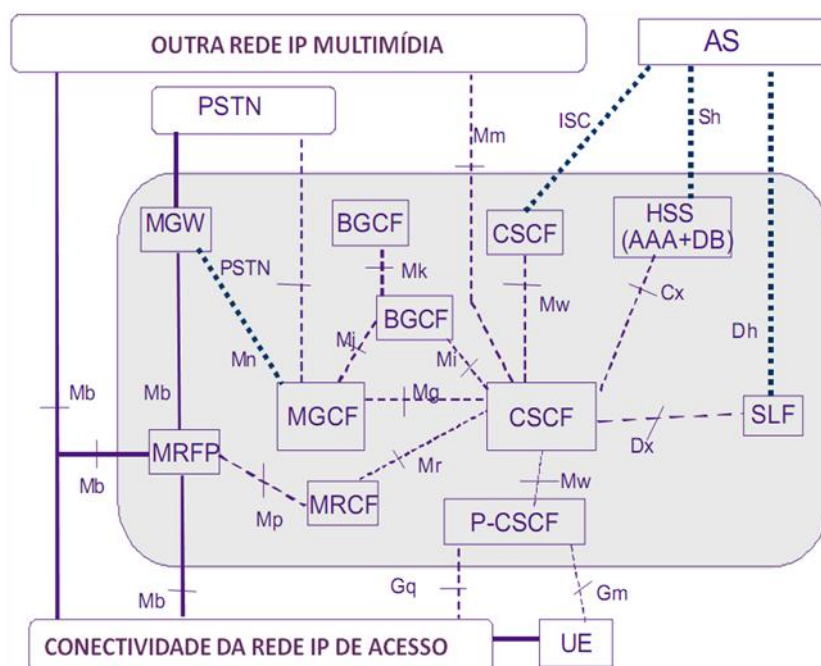 OUTRA REDE IP MULTIMÍDIA
AS
PSTN
Mm
ISC
Sh
MGW
BGCF
CSCF
HSS
(AAA+DB)
PSTN
Mk
Mw
Cx
BGCF
Mn
Mj
Mi
Dh
Mb
Mb
MGCF
Mg
CSCF
SLF
Dx
MRFP
Mr
Mb
Mp
MRCF
Mw
P-CSCF
Mb
Gq
Gm
CONECTIVIDADE DA REDE IP DE ACESSO
UE